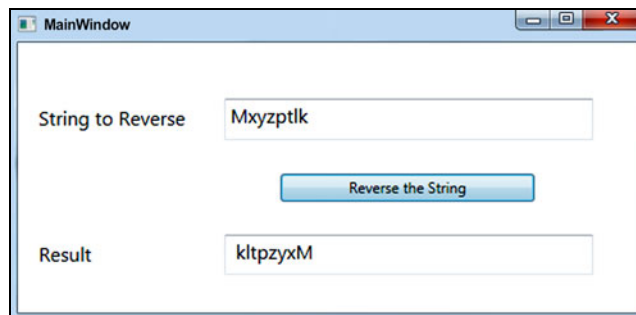 MainWindow
String to Reverse Mxyzptlk
Reverse the String
Result kltpzyxM